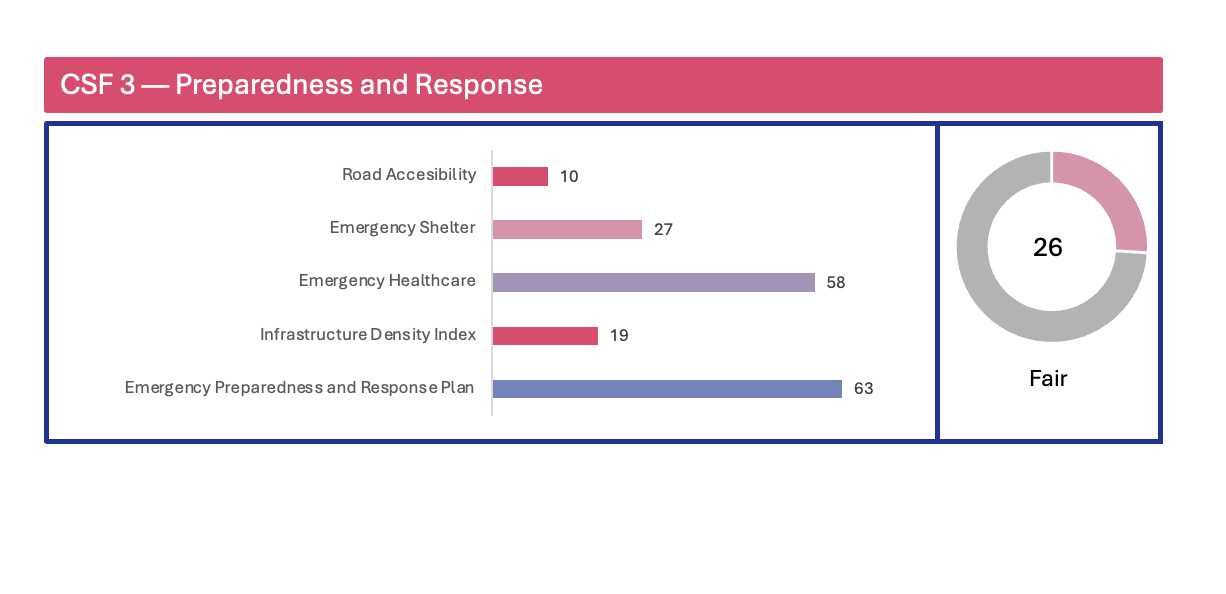 CSF 3 — Preparedness and Response
Road Accesibility 10
Emergency Shelter 27
Emergency Healthcare 58
Infrastructure Density Index 19
Emergency Preparedness and Response Plan 63
26
Fair